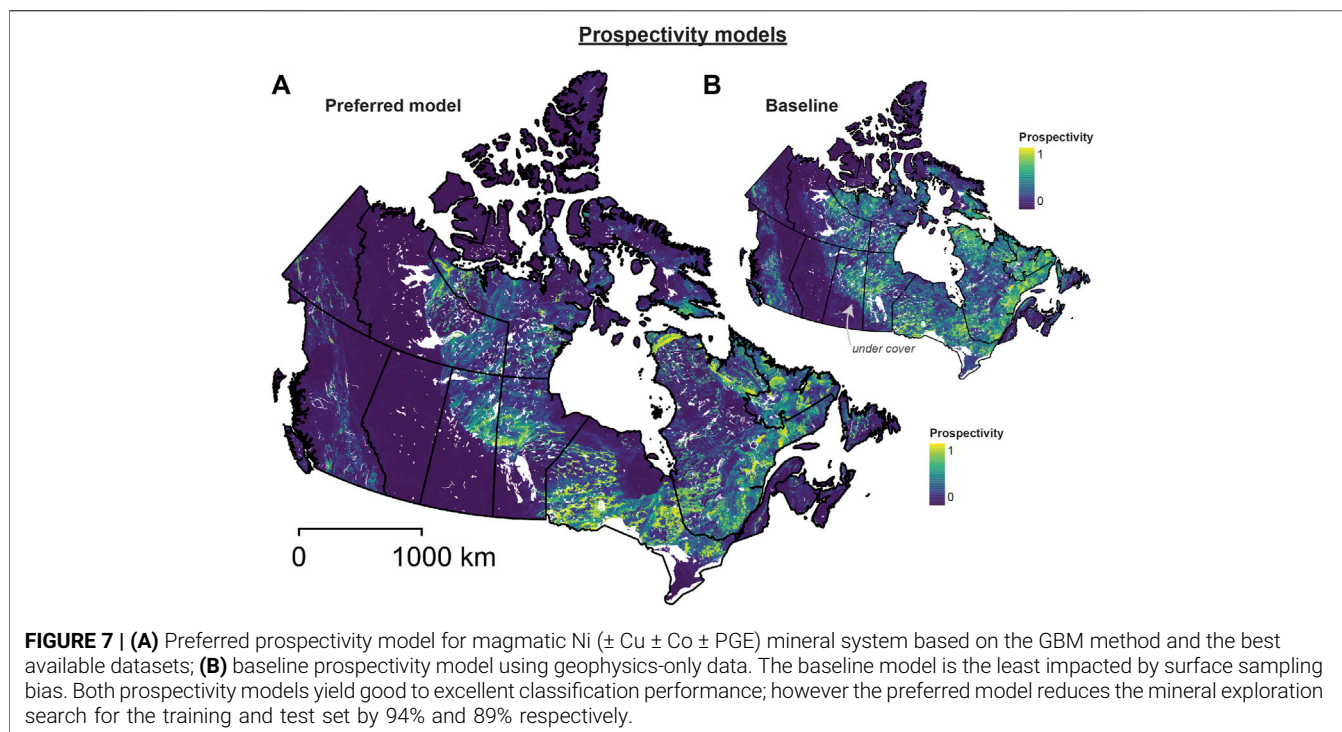 Prospectivity models
A
Preferred model
B
Baseline
Prospectivity
1
0
under cover
Prospectivity
1
0
0 1000 km
FIGURE 7 | (A) Preferred prospectivity model for magmatic Ni (± Cu ± Co ± PGE) mineral system based on the GBM method and the best
available datasets; (B) baseline prospectivity model using geophysics-only data. The baseline model is the least impacted by surface sampling
bias. Both prospectivity models yield good to excellent classification performance; however the preferred model reduces the mineral exploration
search for the training and test set by 94% and 89% respectively.